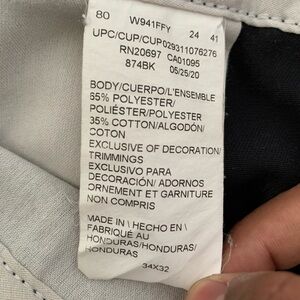 80 W941FFY 24 41
UPC/CUP/CUP029311076276
RN20697 CA01095
874BK 05/25/20
BODY/CUERPO/L'ENSEMBLE
65% POLYESTER/
POLIÉSTER/POLYESTER
35% COTTON/ALGODÓN/
COTON
EXCLUSIVE OF DECORATION/
TRIMMINGS
EXCLUSIVO PARA
DECORACIÓN/ ADORNOS
ORNEMENT ET GARNITURE
NON COMPRIS
MADE IN \ HECHO EN \
FABRIQUÉ AU
HONDURAS/HONDURAS/
HONDURAS
34X32